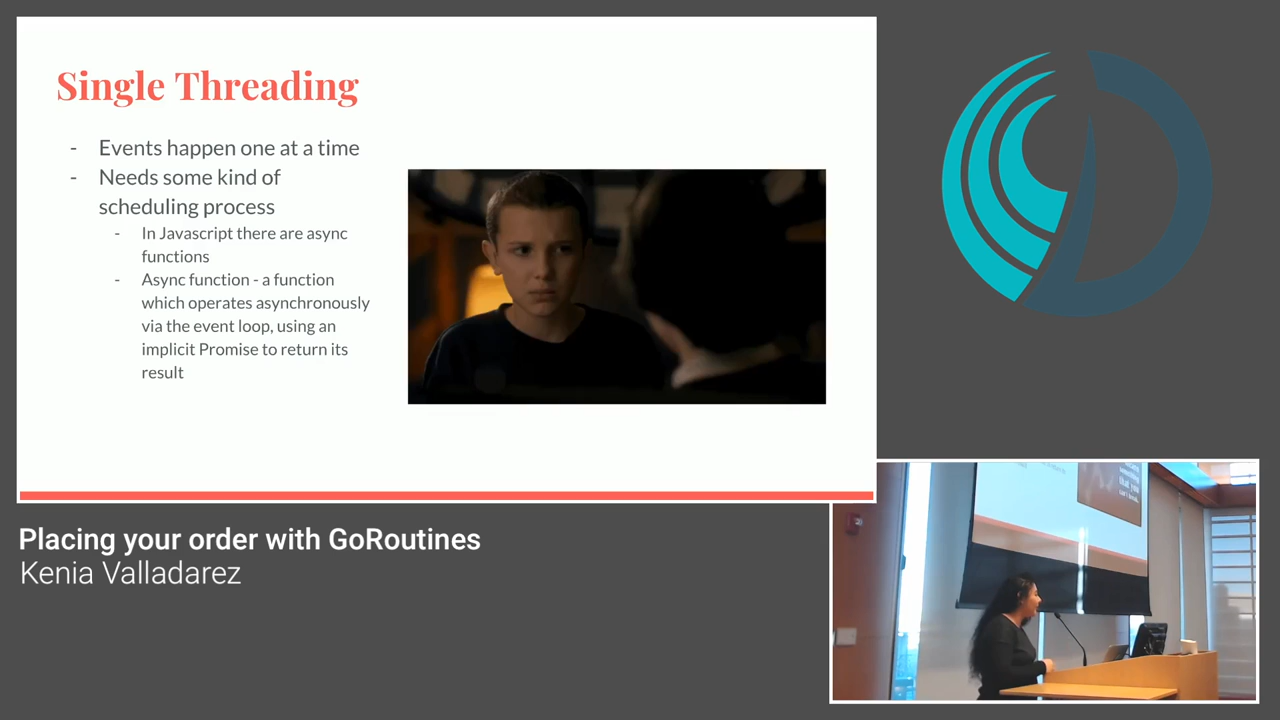 Single Threading
- Events happen one at a time
- Needs some kind of
scheduling process
- In Javascript there are async
functions
- Async function - a function
which operates asynchronously
via the event loop, using an
implicit Promise to return its
result
Placing your order with GoRoutines
Kenia Valladarez